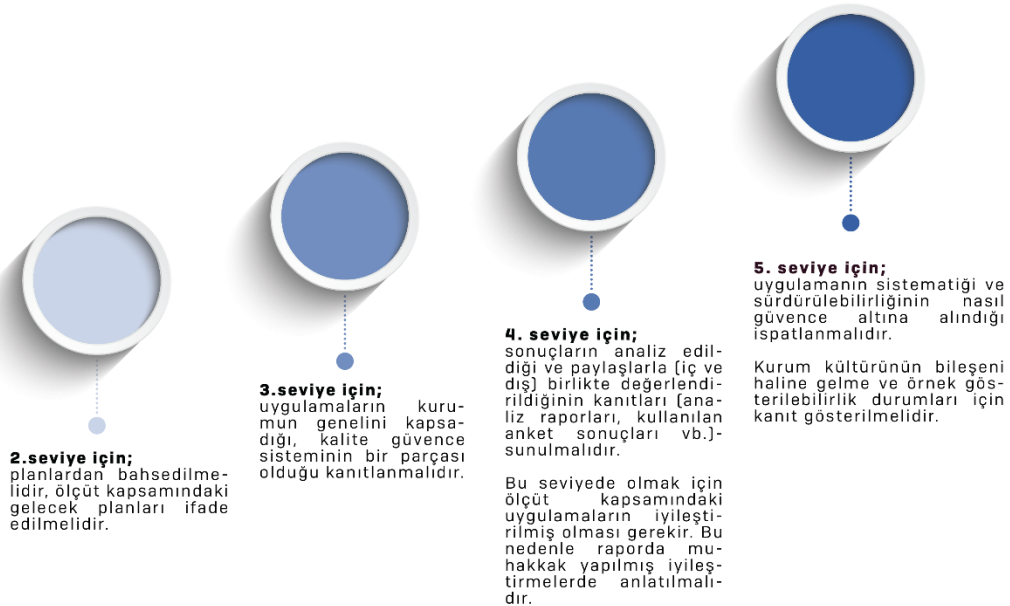 2.seviye için;
planlardan bahsedilme-
lidir, ölçüt kapsamındaki
gelecek planları ifade
edilmelidir.
3.seviye için;
uygulamaların kuru-
mun genelini kapsa-
dığı, kalite güvence
sisteminin bir parçası
olduğu kanıtlanmalıdır.
4. seviye için;
sonuçların analiz edil-
diği ve paylaşlarla (iç ve
dış) birlikte değerlendi-
rildiğinin kanıtları (ana-
liz raporları, kullanılan
anket sonuçları vb.)-
sunulmalıdır.
Bu seviyede olmak için
ölçüt kapsamındaki
uygulamaların iyileşti-
rilmiş olması gerekir. Bu
nedenle raporda mu-
hakkak yapılmış iyileş-
tirmelerde anlatılmalı-
dır.
5. seviye için;
uygulamanın sistematiği ve
sürdürülebilirliğinin nasıl
güvence altına alındığı
ispatlanmalıdır.
Kurum kültürünün bileşeni
haline gelme ve örnek gös-
terilebilirlik durumları için
kanıt gösterilmelidir.